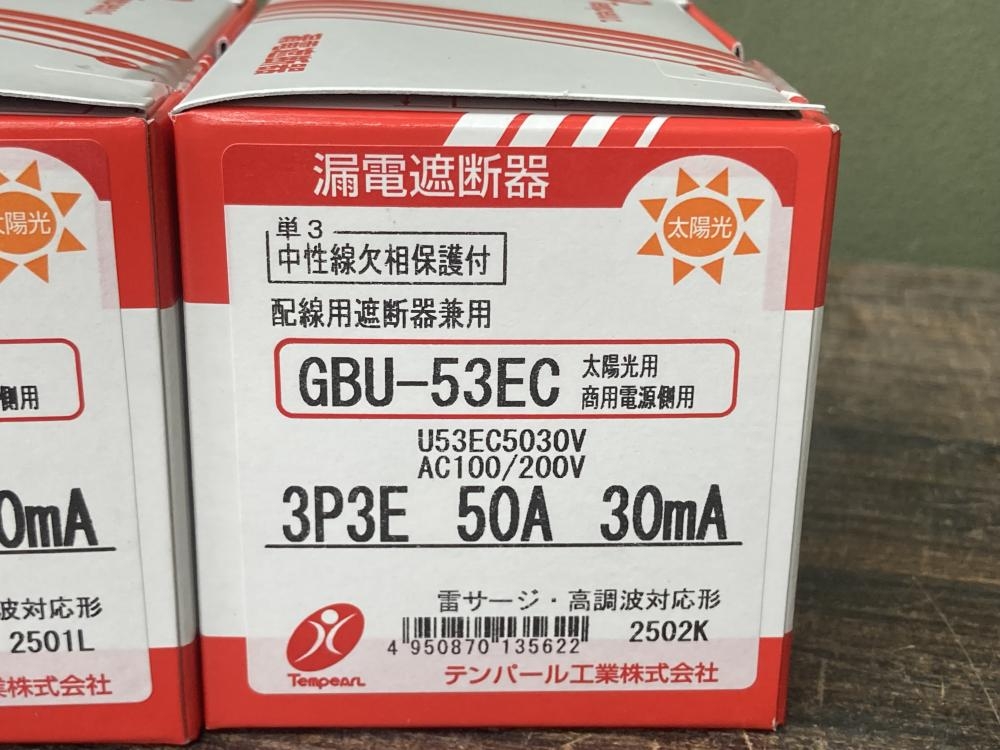 漏電遮断器
太陽光
単3
中性線欠相保護付
配線用遮断器兼用
GBU-53EC
太陽光用
商用電源側用
U53EC5030V
AC100/200V
3P3E 50A 30mA
雷サージ・高調波対応形
4 950870 135622
2502K
Tempearl
テンパール工業株式会社
太陽光
側用
0mA
波対応形
2501L
業株式会社